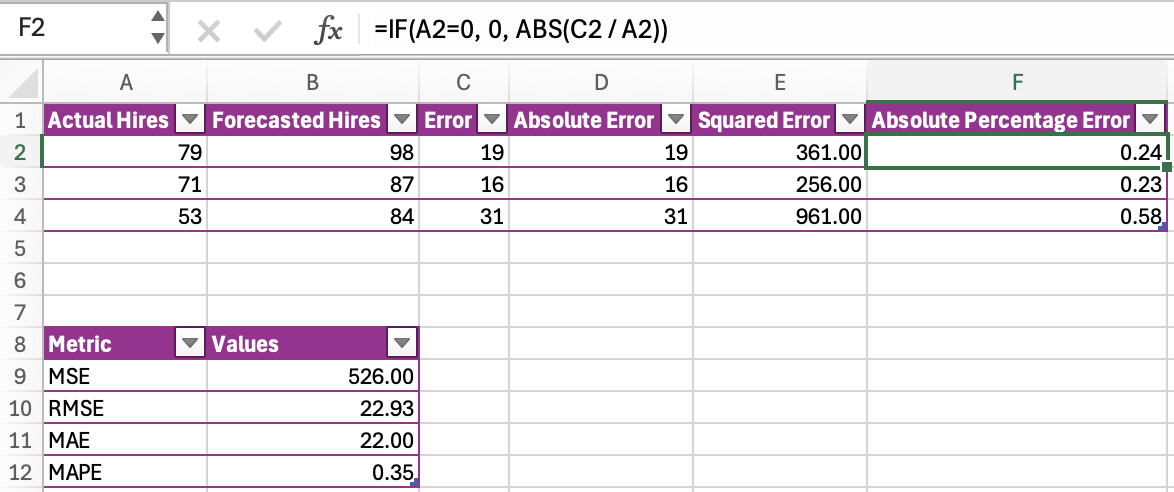 F2 fx =IF(A2=0, 0, ABS(C2 / A2))
A B C D E F
1 Actual Hires Forecasted Hires Error Absolute Error Squared Error Absolute Percentage Error
2 79 98 19 19 361.00 0.24
3 71 87 16 16 256.00 0.23
4 53 84 31 31 961.00 0.58
5
6
7
8 Metric Values
9 MSE 526.00
10 RMSE 22.93
11 MAE 22.00
12 MAPE 0.35